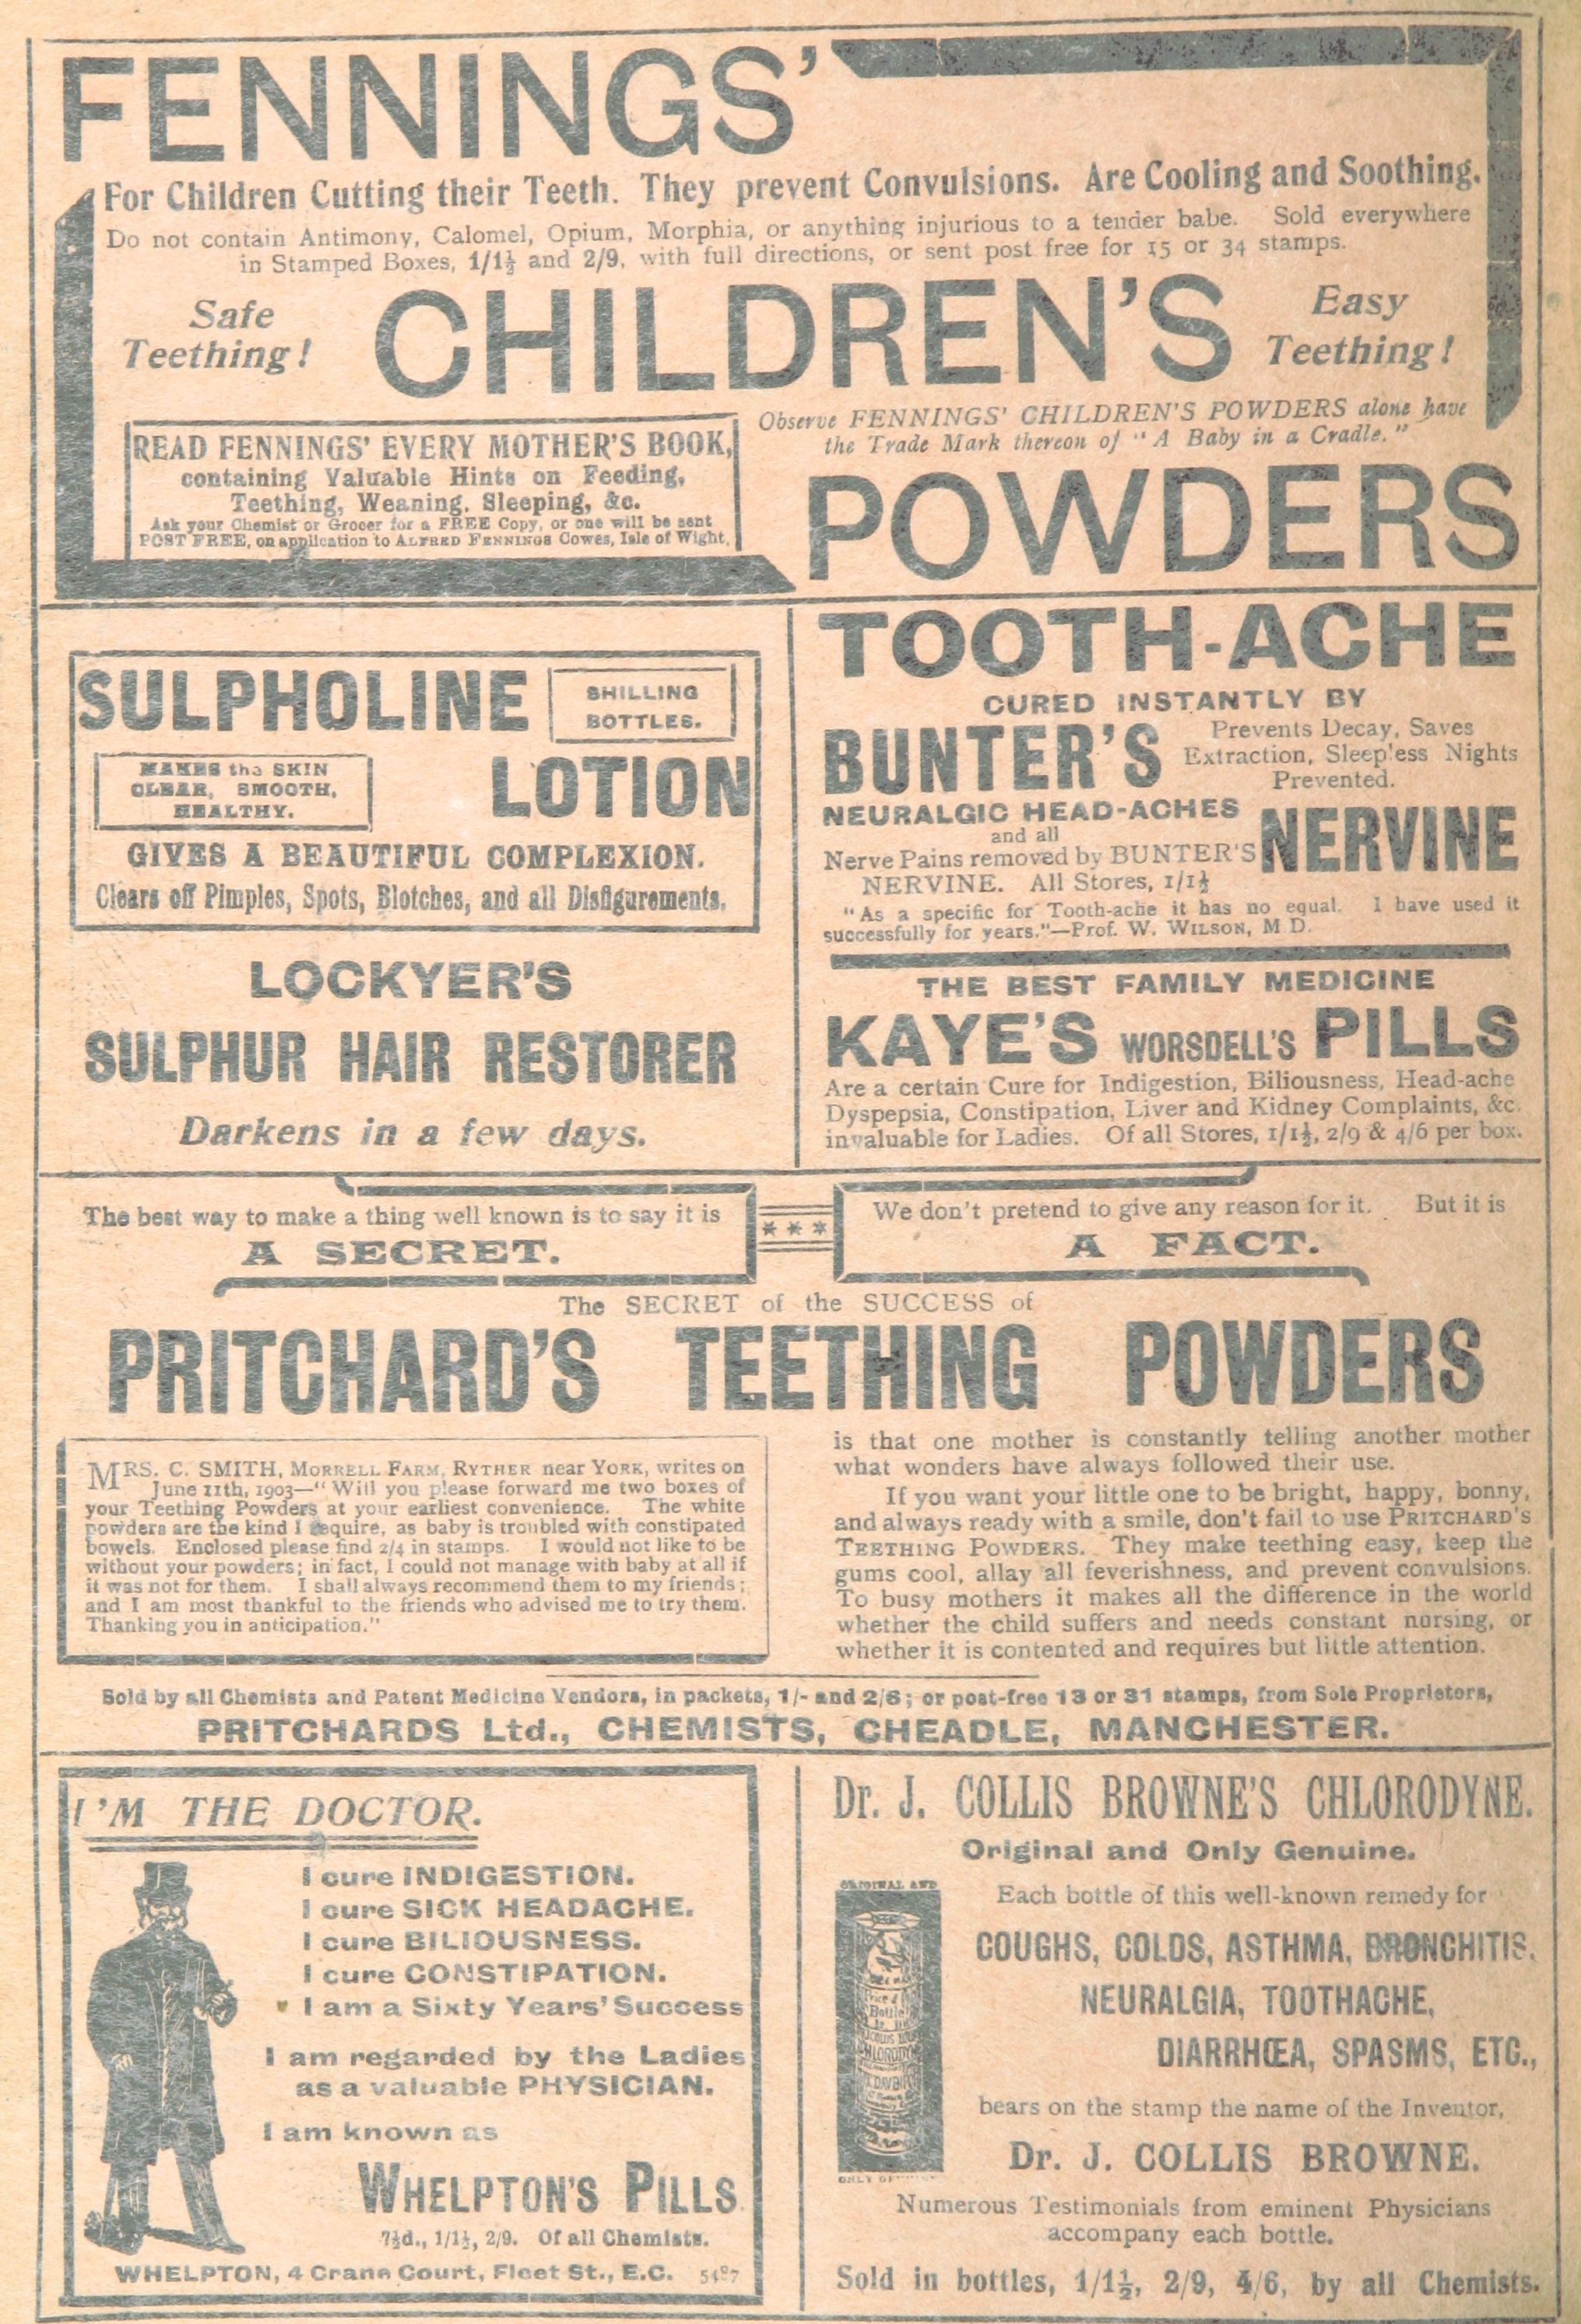 FENNINGS'
For Children Cutting their Teeth. They prevent Convulsions. Are Cooling and Soothing.
Do not contain Antimony, Calomel, Opium, Morphia, or anything injurious to a tender babe. Sold everywhere
in Stamped Boxes, 1/1½ and 2/9, with full directions, or sent post free for 15 or 34 stamps.
Safe
Teething!
CHILDREN'S
Easy
Teething!
Observe FENNINGS' CHILDREN'S POWDERS alone have
the Trade Mark thereon of "A Baby in a Cradle."
READ FENNINGS' EVERY MOTHER'S BOOK,
containing Valuable Hints on Feeding,
Teething, Weaning, Sleeping, &c.
Ask your Chemist or Grocer for a FREE Copy, or one will be sent
POST FREE, on application to ALFRED FENNINGS Cowes, Isle of Wight.
POWDERS
SULPHOLINE
SHILLING
BOTTLES.
MAKES the SKIN
CLEAR, SMOOTH,
HEALTHY.
LOTION
GIVES A BEAUTIFUL COMPLEXION.
Clears off Pimples, Spots, Blotches, and all Disfigurements.
LOCKYER'S
SULPHUR HAIR RESTORER
Darkens in a few days.
TOOTH-ACHE
CURED INSTANTLY BY
BUNTER'S
Prevents Decay, Saves
Extraction, Sleepless Nights
Prevented.
NEURALGIC HEAD-ACHES
and all
Nerve Pains removed by BUNTER'S
NERVINE. All Stores, 1/1½
NERVINE
"As a specific for Tooth-ache it has no equal. I have used it
successfully for years."—Prof. W. WILSON, M D.
THE BEST FAMILY MEDICINE
KAYE'S WORSDELL'S PILLS
Are a certain Cure for Indigestion, Biliousness, Head-ache
Dyspepsia, Constipation, Liver and Kidney Complaints, &c.
invaluable for Ladies. Of all Stores, 1/1½, 2/9 & 4/6 per box.
The best way to make a thing well known is to say it is
A SECRET.
***
We don't pretend to give any reason for it. But it is
A FACT.
The SECRET of the SUCCESS of
PRITCHARD'S TEETHING POWDERS
MRS. C. SMITH, MORRELL FARM, RYTHER near YORK, writes on
June 11th, 1903—"Will you please forward me two boxes of
your Teething Powders at your earliest convenience. The white
powders are the kind I require, as baby is troubled with constipated
bowels. Enclosed please find 2/4 in stamps. I would not like to be
without your powders; in fact, I could not manage with baby at all if
it was not for them. I shall always recommend them to my friends;
and I am most thankful to the friends who advised me to try them.
Thanking you in anticipation."
is that one mother is constantly telling another mother
what wonders have always followed their use.
If you want your little one to be bright, happy, bonny,
and always ready with a smile, don't fail to use PRITCHARD'S
TEETHING POWDERS. They make teething easy, keep the
gums cool, allay all feverishness, and prevent convulsions.
To busy mothers it makes all the difference in the world
whether the child suffers and needs constant nursing, or
whether it is contented and requires but little attention.
Sold by all Chemists and Patent Medicine Vendors, in packets, 1/- and 2/6; or post-free 13 or 31 stamps, from Sole Proprietors,
PRITCHARDS Ltd., CHEMISTS, CHEADLE, MANCHESTER.
I'M THE DOCTOR.
I cure INDIGESTION.
I cure SICK HEADACHE.
I cure BILIOUSNESS.
I cure CONSTIPATION.
I am a Sixty Years' Success
I am regarded by the Ladies
as a valuable PHYSICIAN.
I am known as
WHELPTON'S PILLS
7½d., 1/1½, 2/9. Of all Chemists.
WHELPTON, 4 Crane Court, Fleet St., E.C. 5487
Dr. J. COLLIS BROWNE'S CHLORODYNE.
Original and Only Genuine.
ORIGINAL AND
Bottle
ONLY
Each bottle of this well-known remedy for
COUGHS, COLDS, ASTHMA, BRONCHITIS,
NEURALGIA, TOOTHACHE,
DIARRHŒA, SPASMS, ETC.,
bears on the stamp the name of the Inventor,
Dr. J. COLLIS BROWNE.
Numerous Testimonials from eminent Physicians
accompany each bottle.
Sold in bottles, 1/1½, 2/9, 4/6, by all Chemists.